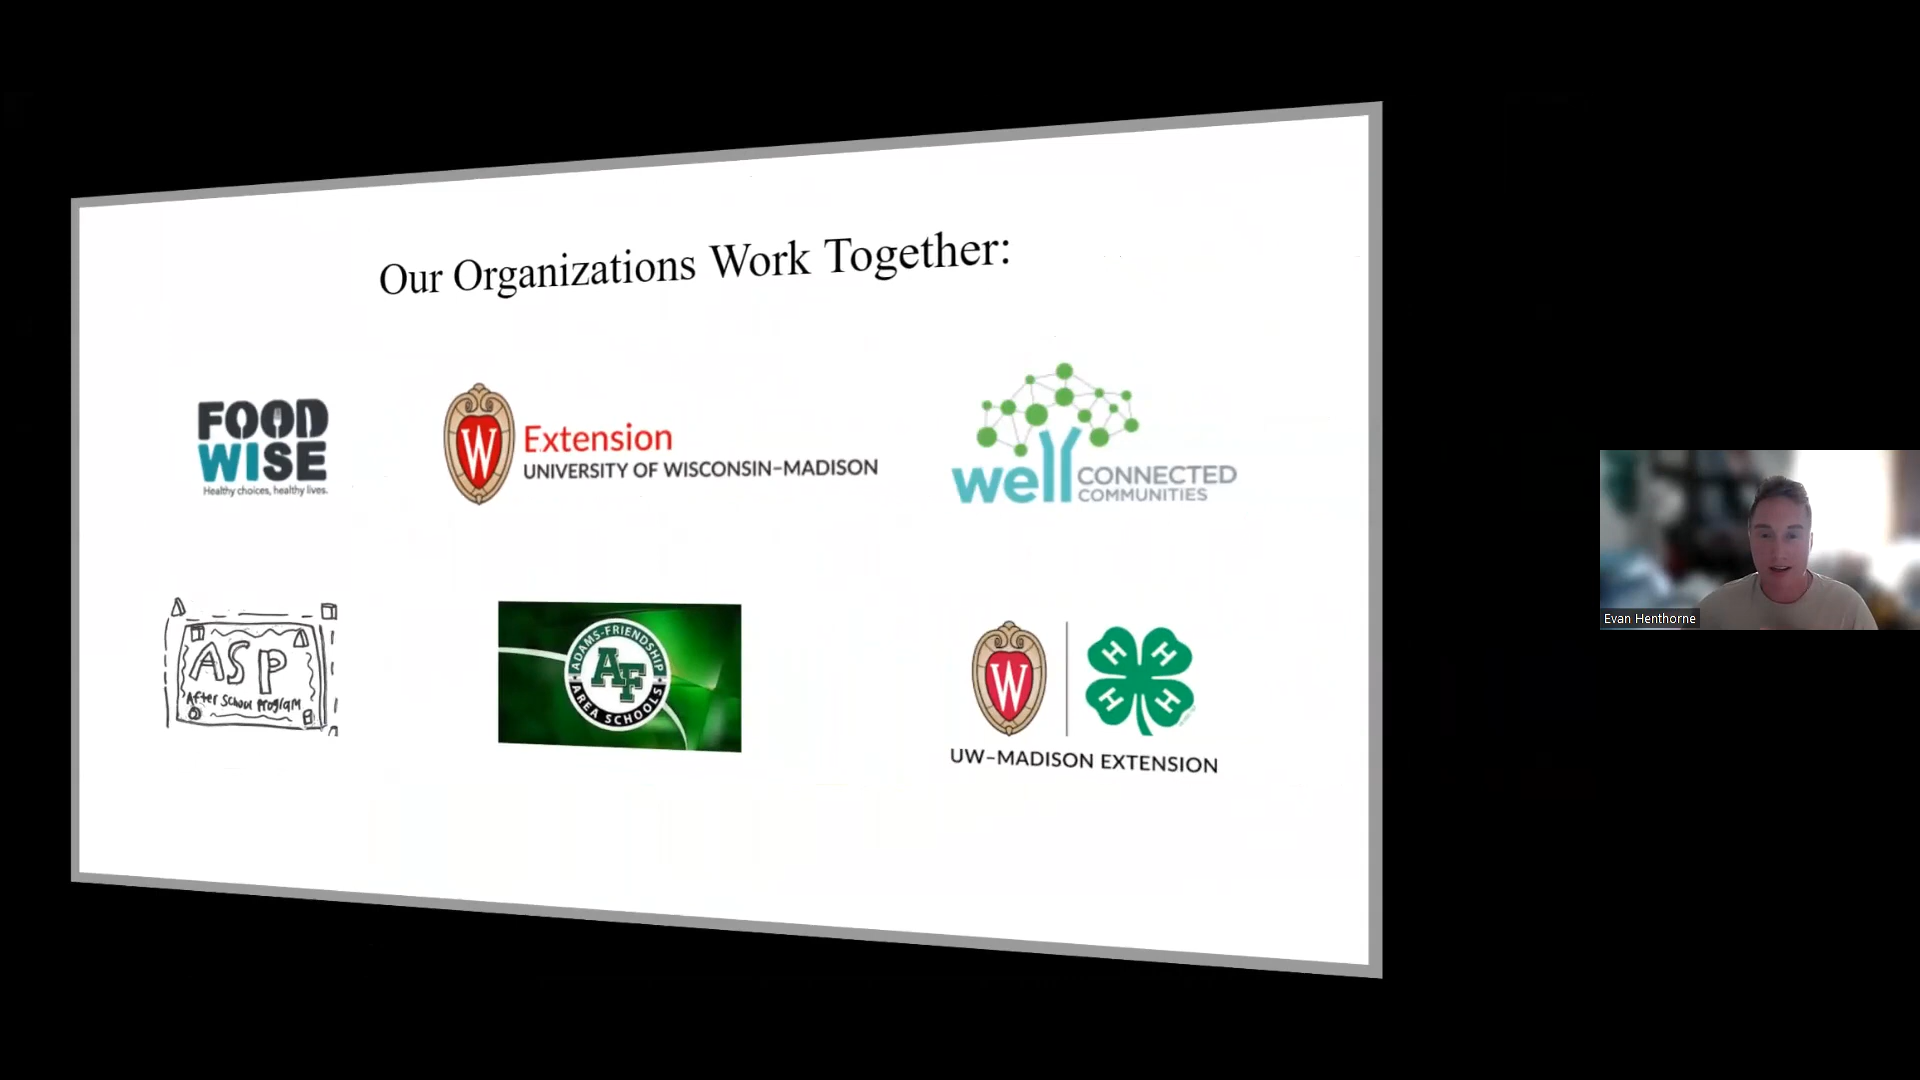 Our Organizations Work Together:
FOOD
WISE
Healthy choices, healthy lives.
W
Extension
UNIVERSITY OF WISCONSIN–MADISON
well CONNECTED
COMMUNITIES
ASP
After School Program
ADAMS-FRIENDSHIP
AF
AREA SCHOOLS
W
H H
H H
UW–MADISON EXTENSION
Evan Henthorne